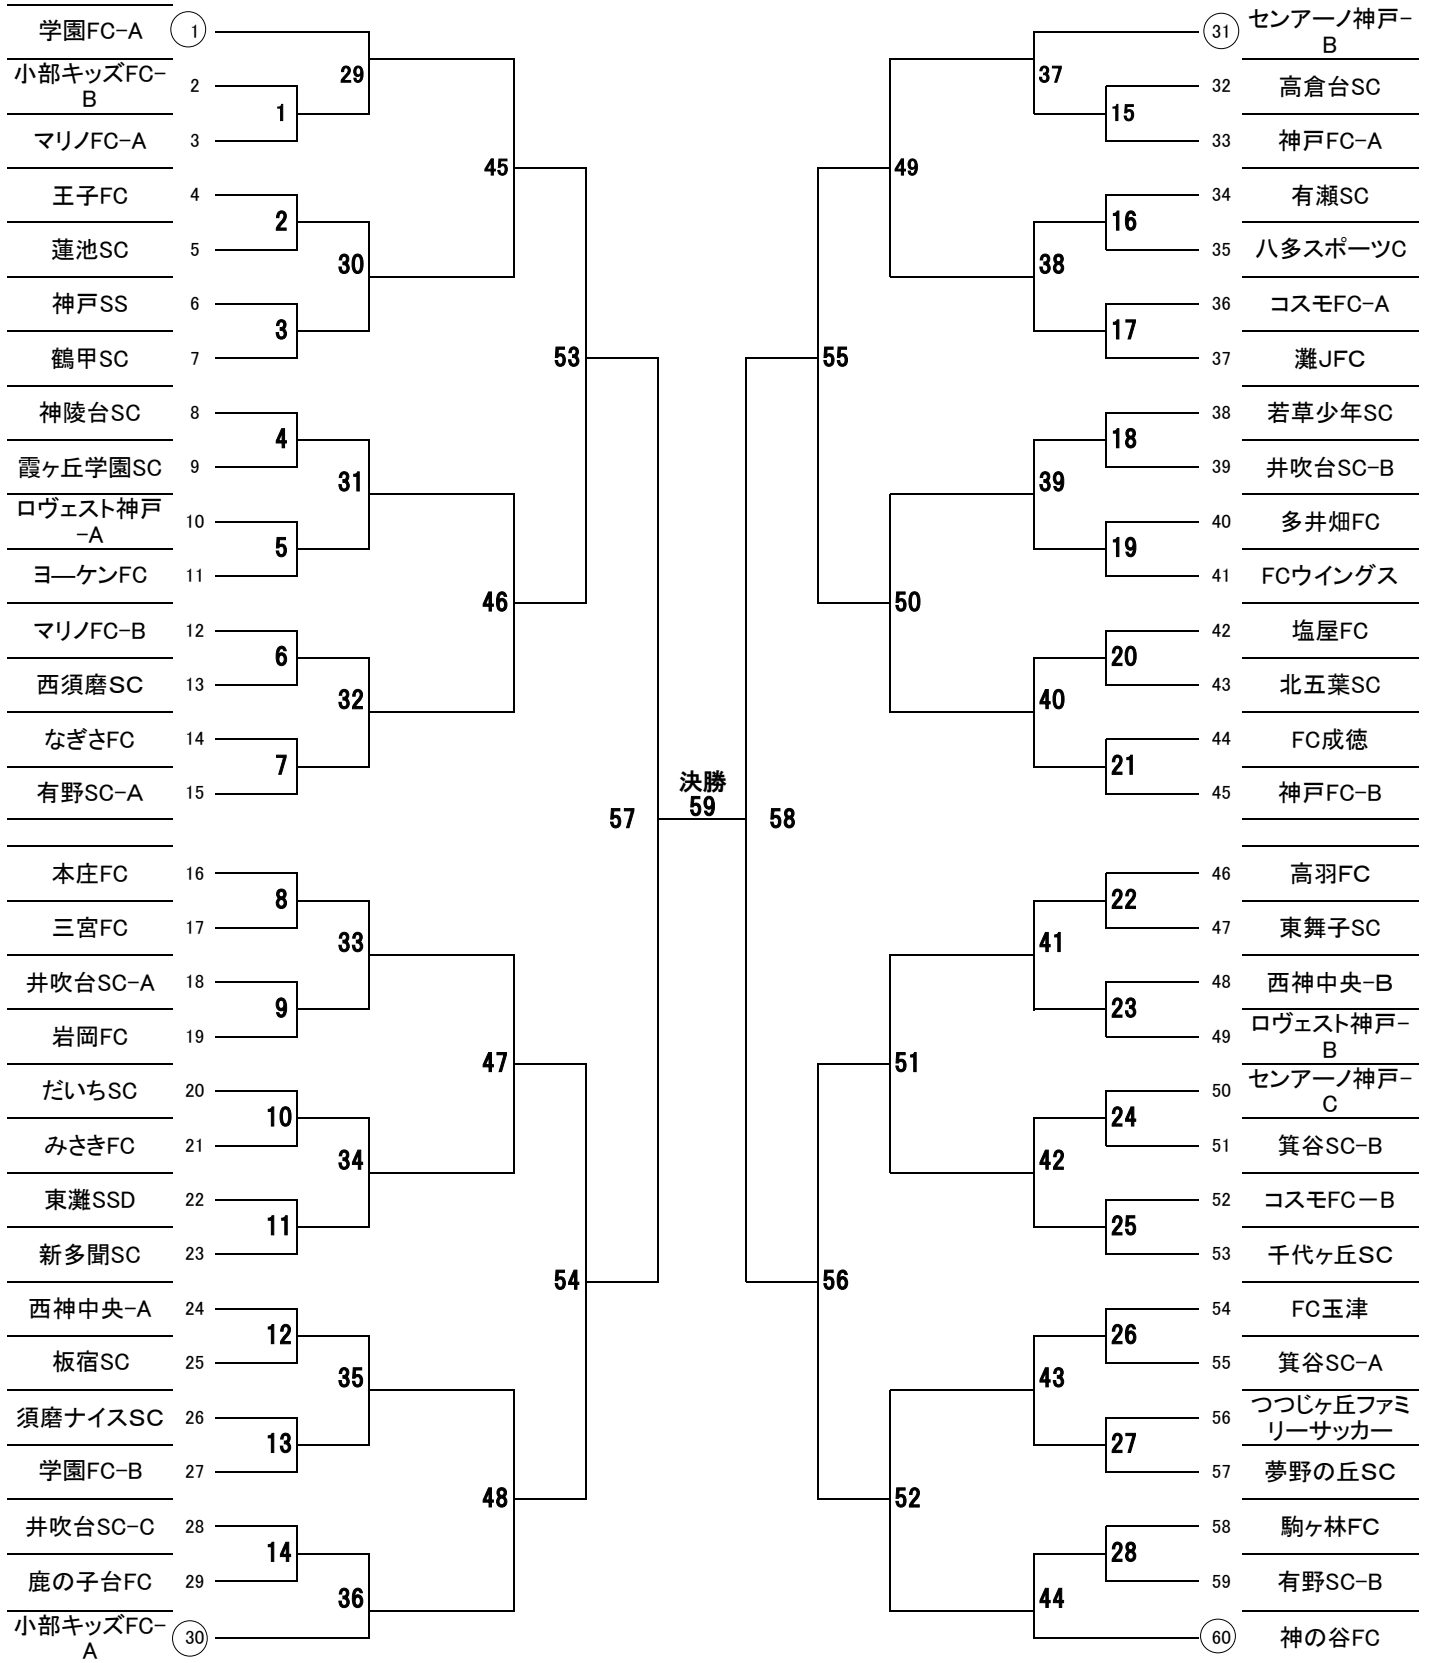 学園FC-A 1
小部キッズFC-
B
2
マリノFC-A 3
王子FC 4
蓮池SC 5
神戸SS 6
鶴甲SC 7
神陵台SC 8
霞ヶ丘学園SC 9
ロヴェスト神戸
-A
10
ヨ―ケンFC 11
マリノFC-B 12
西須磨SC 13
なぎさFC 14
有野SC-A 15
本庄FC 16
三宮FC 17
井吹台SC-A 18
岩岡FC 19
だいちSC 20
みさきFC 21
東灘SSD 22
新多聞SC 23
西神中央-A 24
板宿SC 25
須磨ナイスSC 26
学園FC-B 27
井吹台SC-C 28
鹿の子台FC 29
小部キッズFC-
A
30
1
2
3
4
5
6
7
8
9
10
11
12
13
14
29
30
31
32
33
34
35
36
45
46
47
48
53
54
57
決勝
59
58
55
56
49
50
51
52
37
38
39
40
41
42
43
44
15
16
17
18
19
20
21
22
23
24
25
26
27
28
31
センアーノ神戸-
B
32 高倉台SC
33 神戸FC-A
34 有瀬SC
35 八多スポーツC
36 コスモFC-A
37 灘JFC
38 若草少年SC
39 井吹台SC-B
40 多井畑FC
41 FCウイングス
42 塩屋FC
43 北五葉SC
44 FC成徳
45 神戸FC-B
46 高羽FC
47 東舞子SC
48 西神中央-B
49
ロヴェスト神戸-
B
50
センアーノ神戸-
C
51 箕谷SC-B
52 コスモFC－B
53 千代ヶ丘SC
54 FC玉津
55 箕谷SC-A
56
つつじヶ丘ファミ
リーサッカー
57 夢野の丘SC
58 駒ヶ林FC
59 有野SC-B
60 神の谷FC